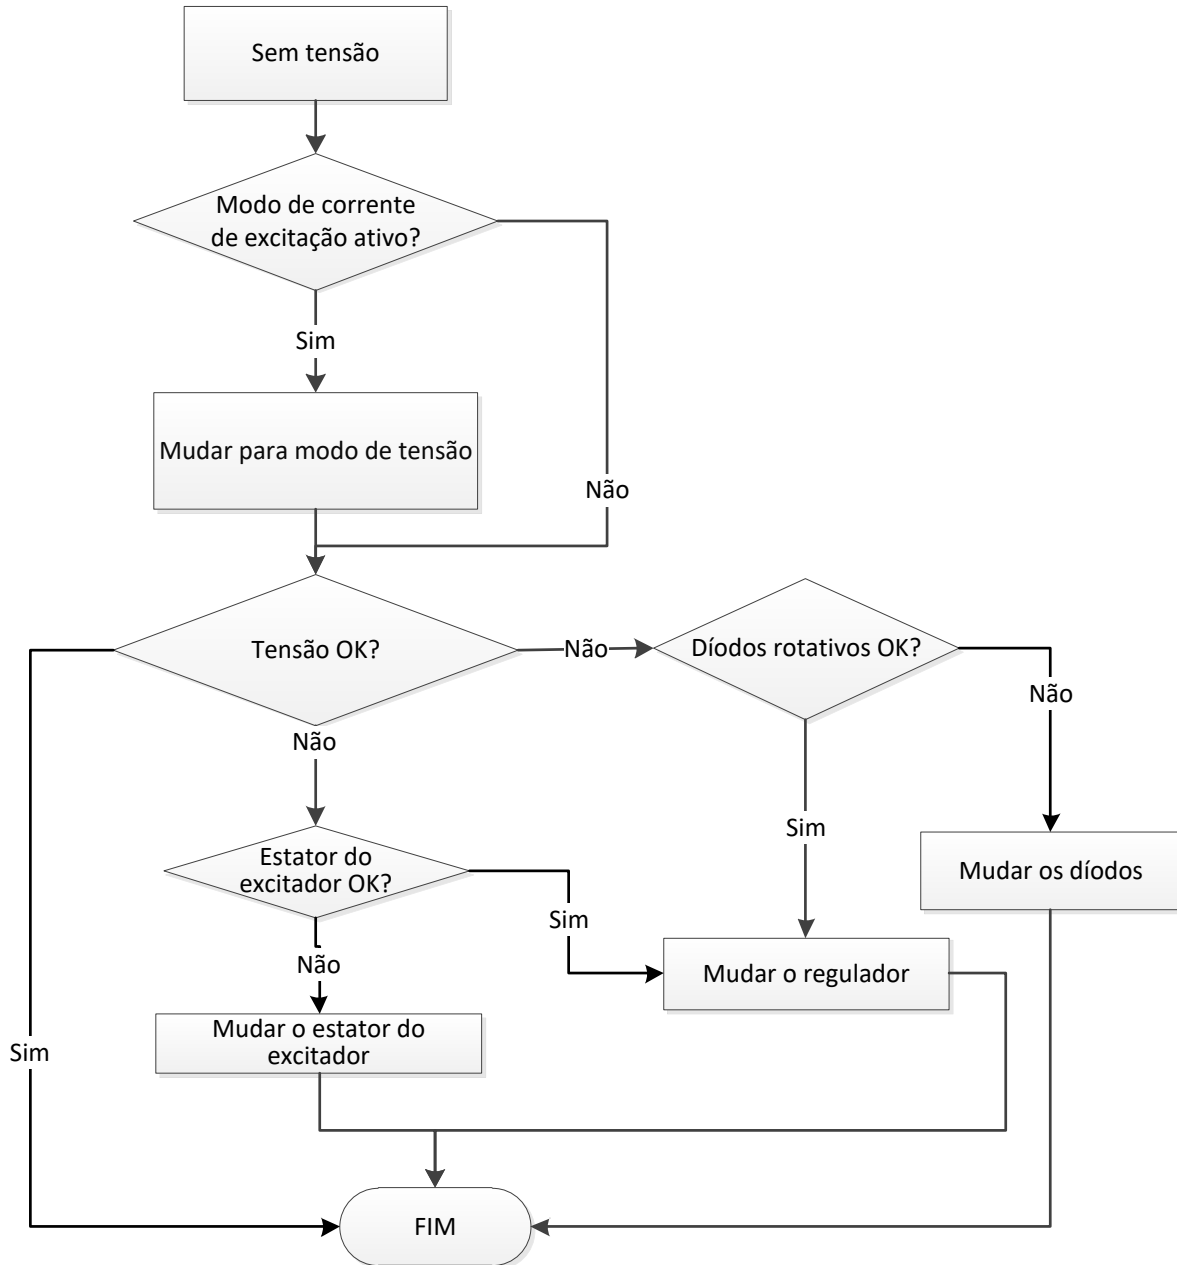 Sem tensão
Modo de corrente
de excitação ativo?
Sim
Mudar para modo de tensão
Não
Tensão OK?
Não
Díodos rotativos OK?
Não
Não
Sim
Estator do
excitador OK?
Mudar os díodos
Sim
Não
Mudar o regulador
Mudar o estator do
excitador
Sim
FIM